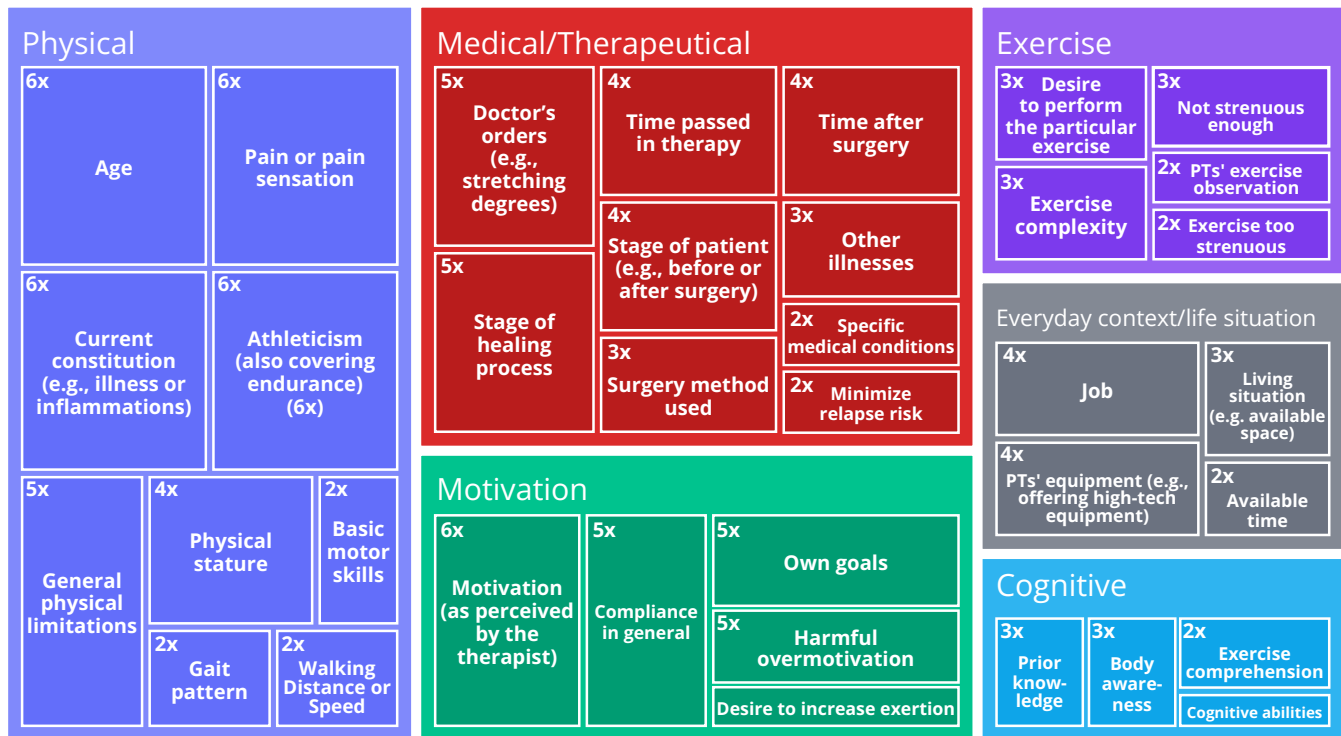 Physical
6x
Age
6x
Pain or pain
sensation
6x
Current
constitution
(e.g., illness or
inflammations)
6x
Athleticism
(also covering
endurance)
(6x)
5x
General
physical
limitations
4x
Physical
stature
2x
Basic
motor
skills
2x
Gait
pattern
2x
Walking
Distance or
Speed
Medical/Therapeutical
5x
Doctor's
orders
(e.g.,
stretching
degrees)
4x
Time passed
in therapy
4x
Time after
surgery
5x
Stage of
healing
process
4x
Stage of patient
(e.g., before or
after surgery)
3x
Other
illnesses
3x
Surgery method
used
2x Specific
medical conditions
2x Minimize
relapse risk
Motivation
6x
Motivation
(as perceived
by the
therapist)
5x
Compliance
in general
5x
Own goals
5x
Harmful
overmotivation
Desire to increase exertion
Exercise
3x Desire
to perform
the particular
exercise
3x
Not strenuous
enough
3x
Exercise
complexity
2x PTs' exercise
observation
2x Exercise too
strenuous
Everyday context/life situation
4x
Job
3x
Living
situation
(e.g. available
space)
4x
PTs' equipment (e.g.,
offering high-tech
equipment)
2x
Available
time
Cognitive
3x
Prior
know-
ledge
3x
Body
aware-
ness
2x
Exercise
comprehension
Cognitive abilities